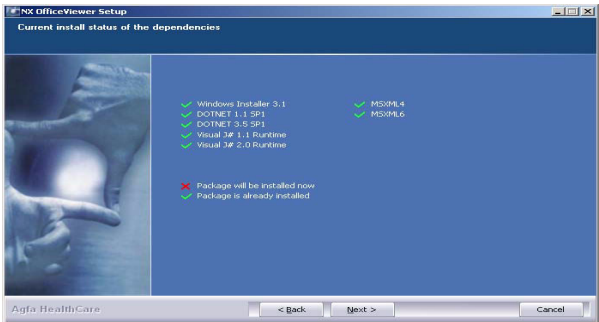 NX OfficeViewer Setup
Current install status of the dependencies
Windows Installer 3.1
DOTNET 1.1 SP1
DOTNET 3.5 SP1
Visual J# 1.1 Runtime
Visual J# 2.0 Runtime
MSXML4
MSXML6
Package will be installed now
Package is already installed
Agfa HealthCare
< Back
Next >
Cancel